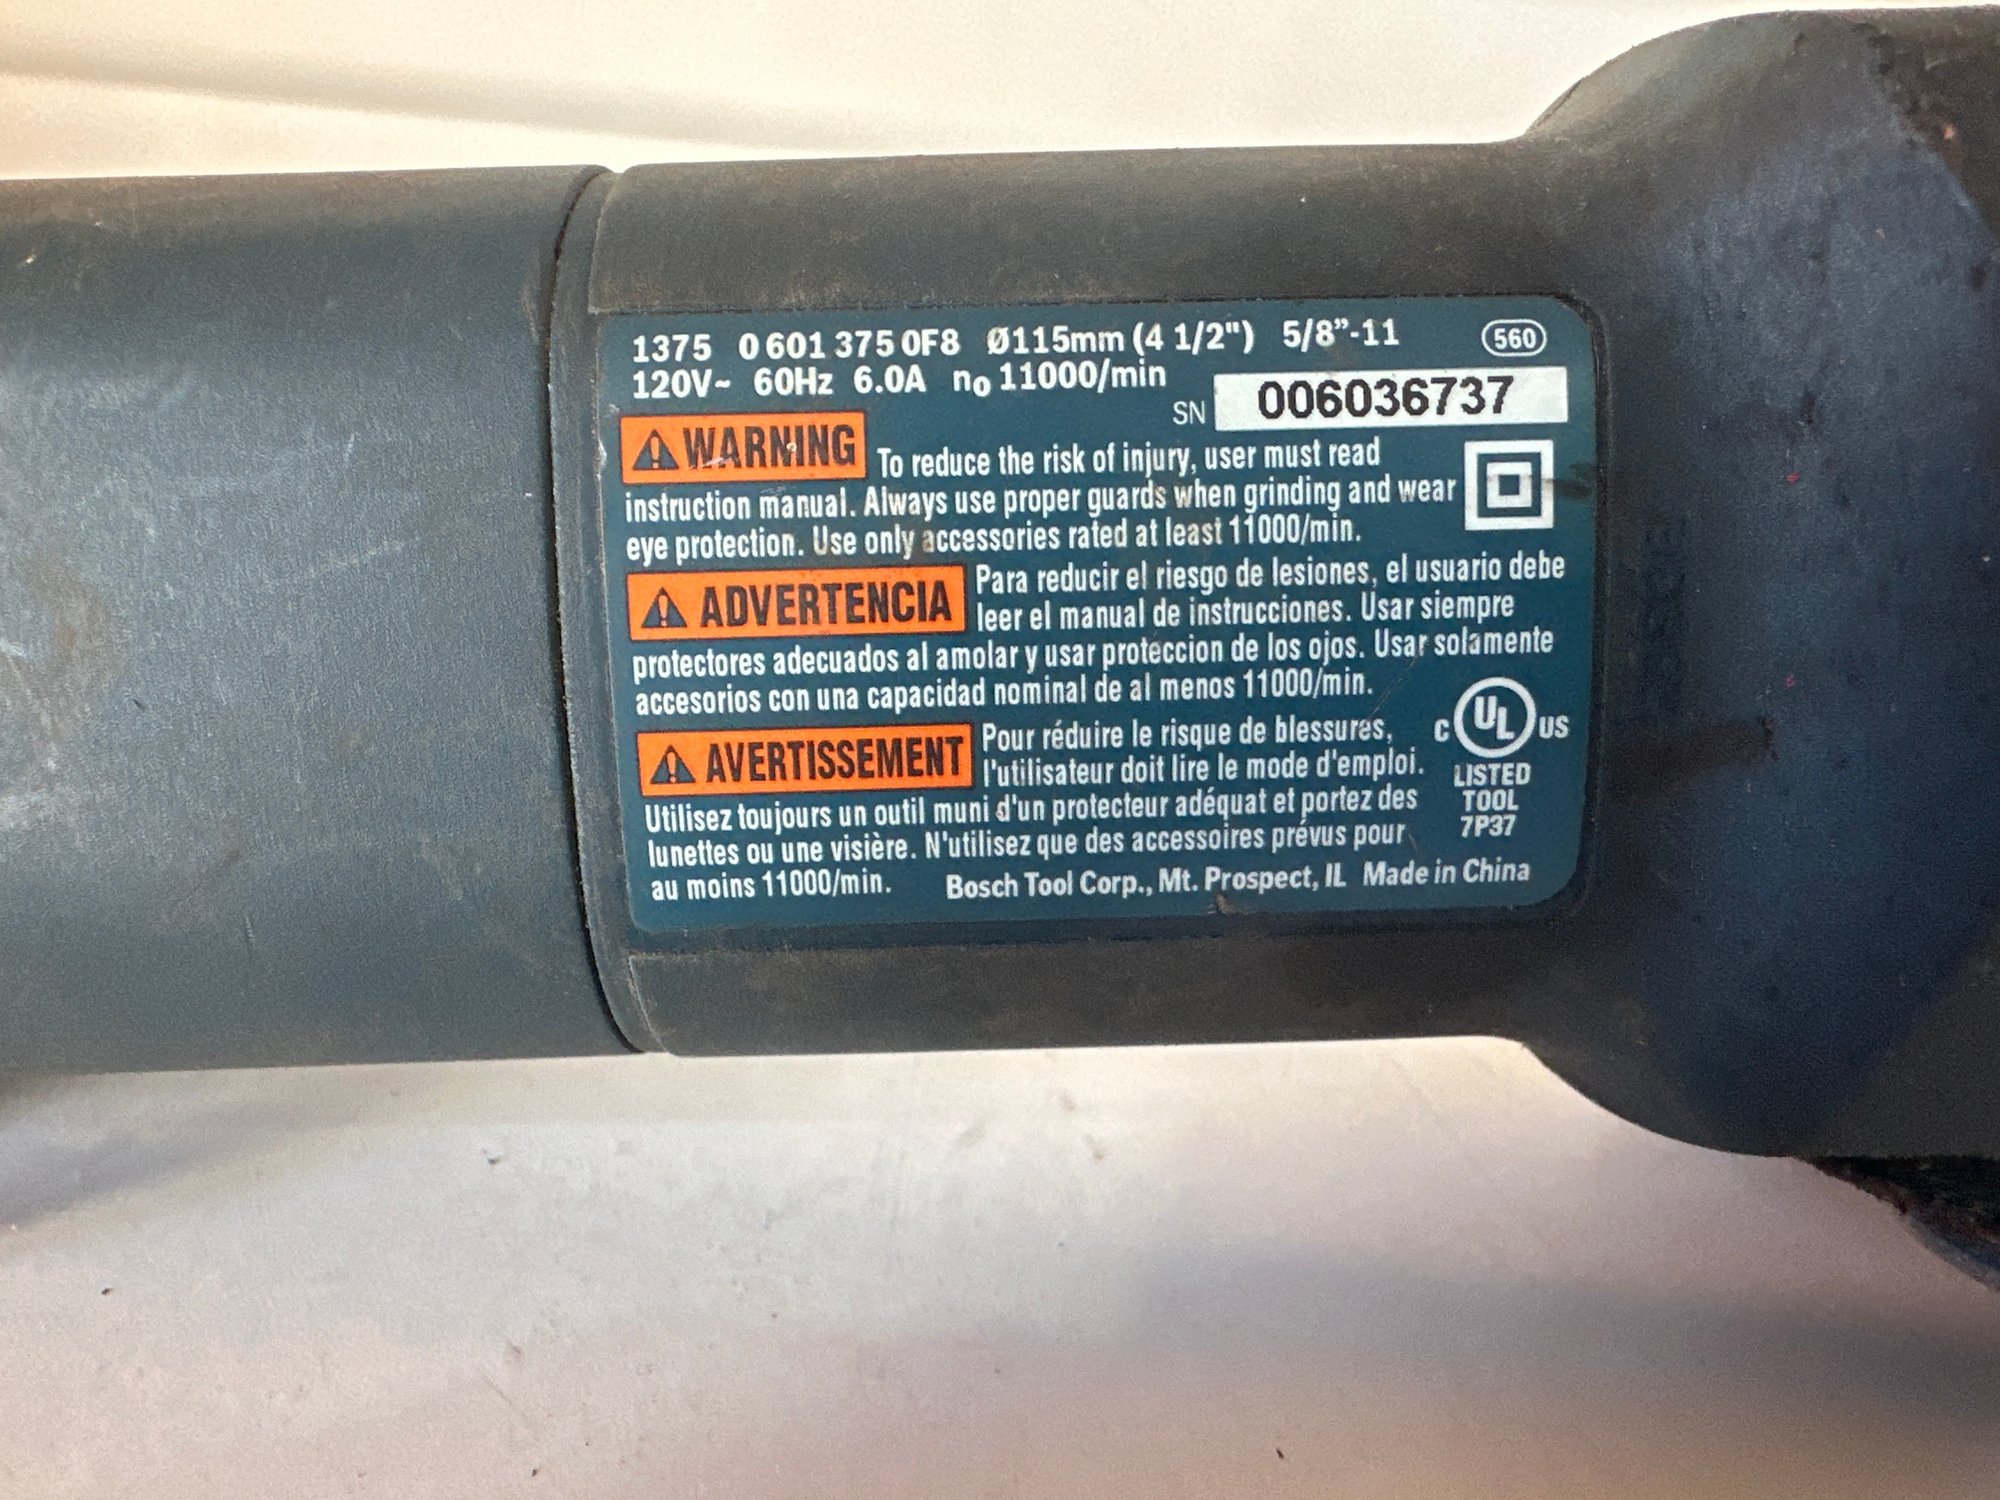 1375 0 601 375 0F8 Ø115mm (4 1/2") 5/8”-11 560
120V~ 60Hz 6.0A no 11000/min
SN 006036737
WARNING To reduce the risk of injury, user must read
instruction manual. Always use proper guards when grinding and wear
eye protection. Use only accessories rated at least 11000/min.
ADVERTENCIA Para reducir el riesgo de lesiones, el usuario debe
leer el manual de instrucciones. Usar siempre
protectores adecuados al amolar y usar proteccion de los ojos. Usar solamente
accesorios con una capacidad nominal de al menos 11000/min.
AVERTISSEMENT Pour réduire le risque de blessures,
l'utilisateur doit lire le mode d'emploi.
Utilisez toujours un outil muni d'un protecteur adéquat et portez des
lunettes ou une visière. N'utilisez que des accessoires prévus pour
au moins 11000/min.
Bosch Tool Corp., Mt. Prospect, IL Made in China
C UL US
LISTED
TOOL
7P37